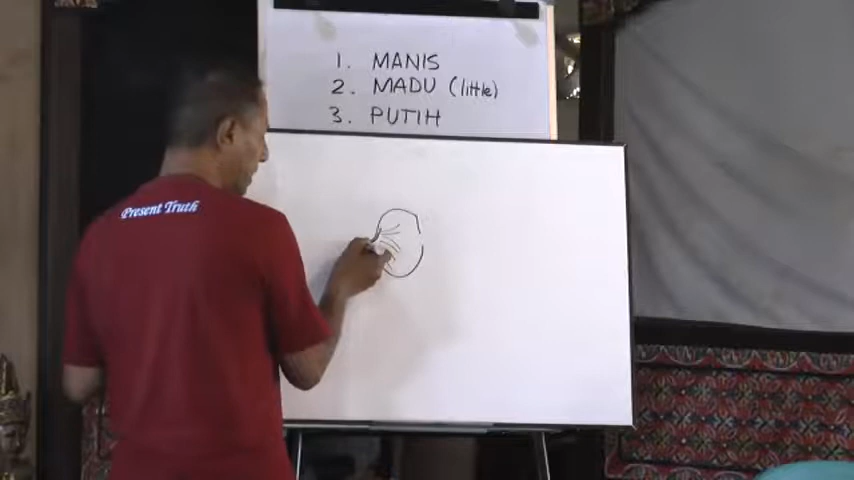 1. MANIS
2. MADU (little)
3. PUTIH
Present Truth